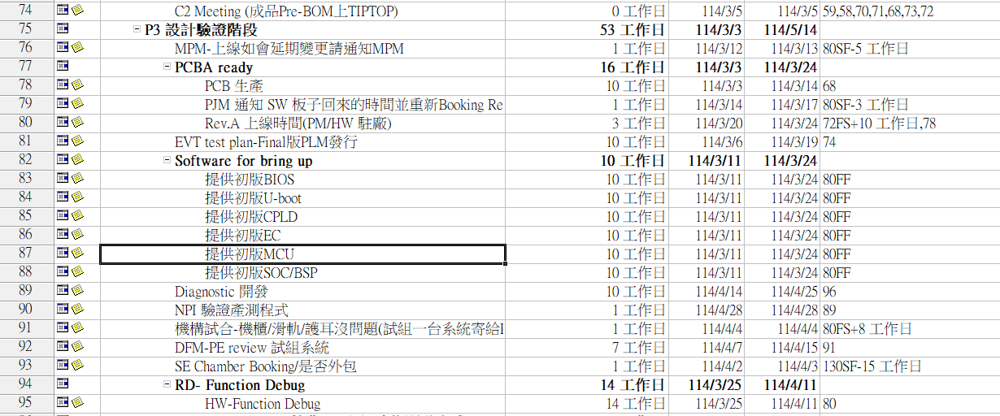 74 C2 Meeting (成品Pre-BOM上TIPTOP) 0 工作日 114/3/5 114/3/5 59,58,70,71,68,73,72
75 P3 設計驗證階段 53 工作日 114/3/3 114/5/14
76 MPM-上線如會延期變更請通知MPM 1 工作日 114/3/12 114/3/13 80SF-5 工作日
77 PCBA ready 16 工作日 114/3/3 114/3/24
78 PCB 生產 10 工作日 114/3/3 114/3/14 68
79 PJM 通知 SW 板子回來的時間並重新Booking Re 1 工作日 114/3/14 114/3/17 80SF-3 工作日
80 Rev.A 上線時間(PM/HW 駐廠) 3 工作日 114/3/20 114/3/24 72FS+10 工作日,78
81 EVT test plan-Final版PLM發行 10 工作日 114/3/6 114/3/19 74
82 Software for bring up 10 工作日 114/3/11 114/3/24
83 提供初版BIOS 10 工作日 114/3/11 114/3/24 80FF
84 提供初版U-boot 10 工作日 114/3/11 114/3/24 80FF
85 提供初版CPLD 10 工作日 114/3/11 114/3/24 80FF
86 提供初版EC 10 工作日 114/3/11 114/3/24 80FF
87 提供初版MCU 10 工作日 114/3/11 114/3/24 80FF
88 提供初版SOC/BSP 10 工作日 114/3/11 114/3/24 80FF
89 Diagnostic 開發 10 工作日 114/4/14 114/4/25 96
90 NPI 驗證產測程式 1 工作日 114/4/28 114/4/28 89
91 機構試合-機櫃/滑軌/護耳沒問題(試組一台系統寄給 1 工作日 114/4/4 114/4/4 80FS+8 工作日
92 DFM-PE review 試組系統 7 工作日 114/4/7 114/4/15 91
93 SE Chamber Booking/是否外包 1 工作日 114/4/2 114/4/3 130SF-15 工作日
94 RD- Function Debug 14 工作日 114/3/25 114/4/11
95 HW-Function Debug 14 工作日 114/3/25 114/4/11 80